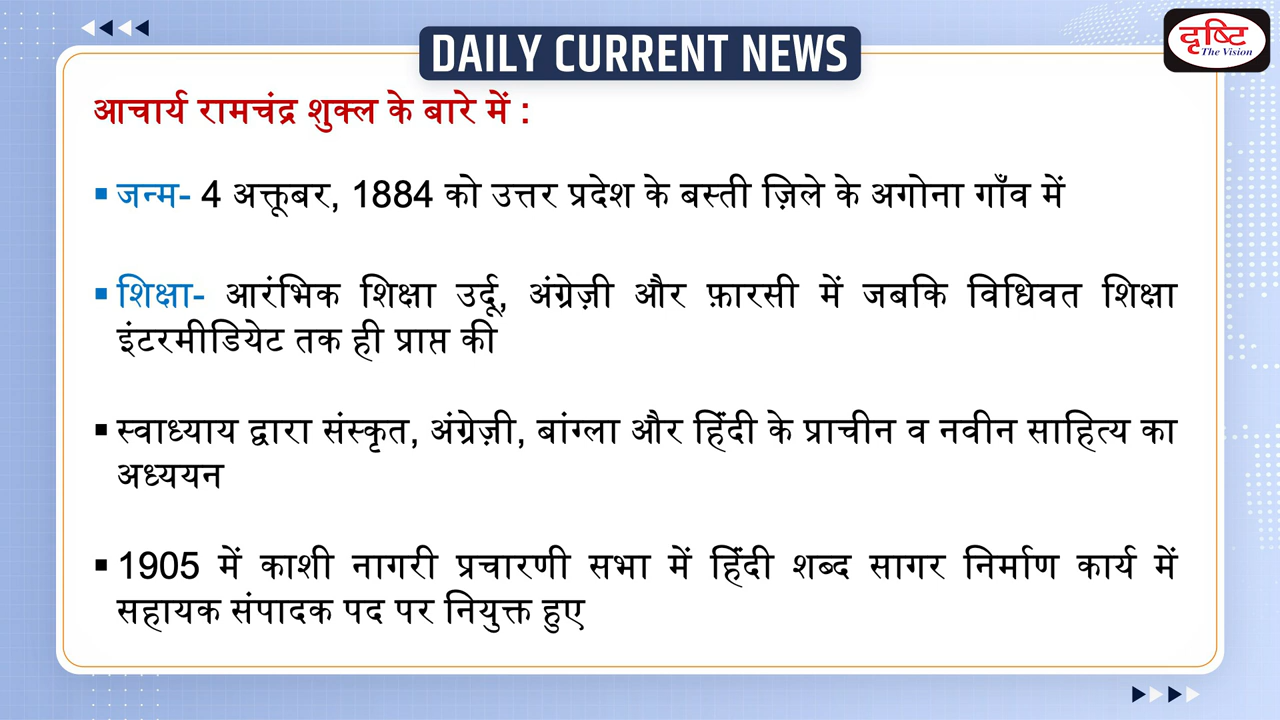 DAILY CURRENT NEWS
दृष्टि
The Vision
आचार्य रामचंद्र शुक्ल के बारे में :
▪ जन्म- 4 अक्तूबर, 1884 को उत्तर प्रदेश के बस्ती ज़िले के अगोना गाँव में
▪ शिक्षा- आरंभिक शिक्षा उर्दू, अंग्रेज़ी और फ़ारसी में जबकि विधिवत शिक्षा
इंटरमीडियेट तक ही प्राप्त की
▪ स्वाध्याय द्वारा संस्कृत, अंग्रेज़ी, बांग्ला और हिंदी के प्राचीन व नवीन साहित्य का
अध्ययन
▪ 1905 में काशी नागरी प्रचारणी सभा में हिंदी शब्द सागर निर्माण कार्य में
सहायक संपादक पद पर नियुक्त हुए